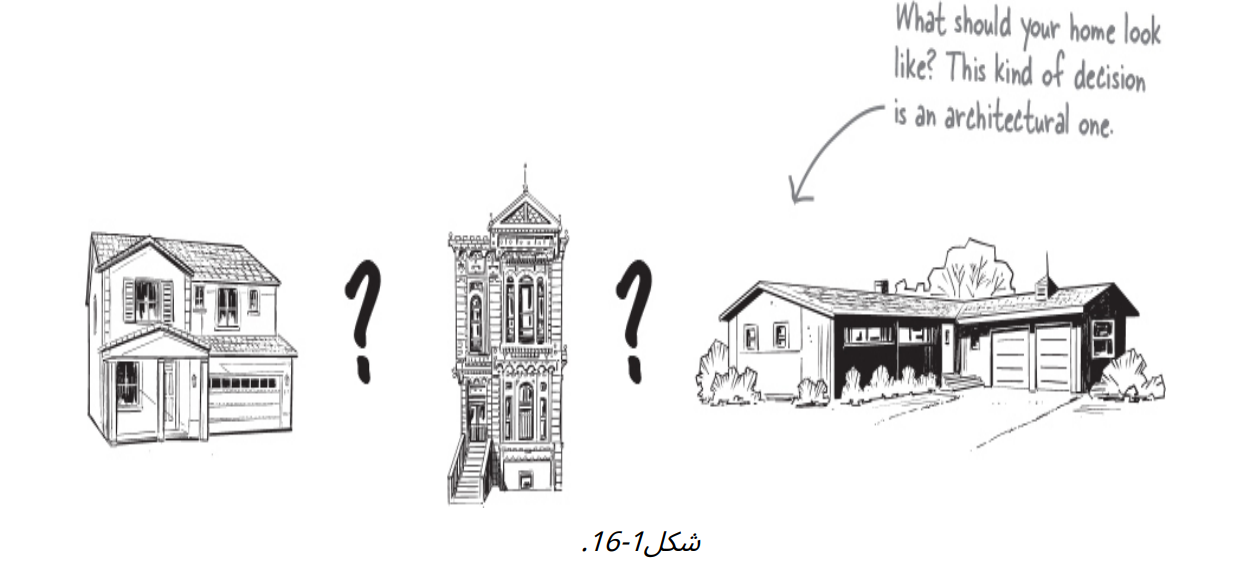 What should your home look
like? This kind of decision
is an architectural one.
?
?
شکل1-16.